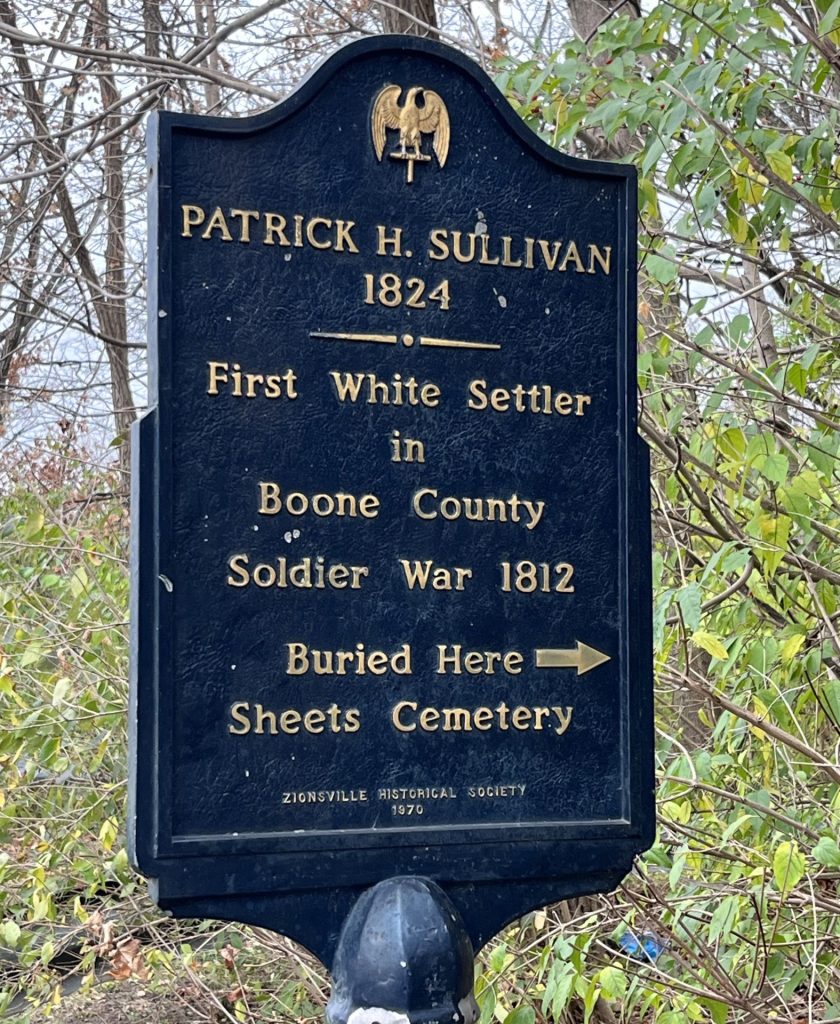 PATRICK H. SULLIVAN
1824
First White Settler
in
Boone County
Soldier War 1812
Buried Here
Sheets Cemetery
ZIONSVILLE HISTORICAL SOCIETY
1970